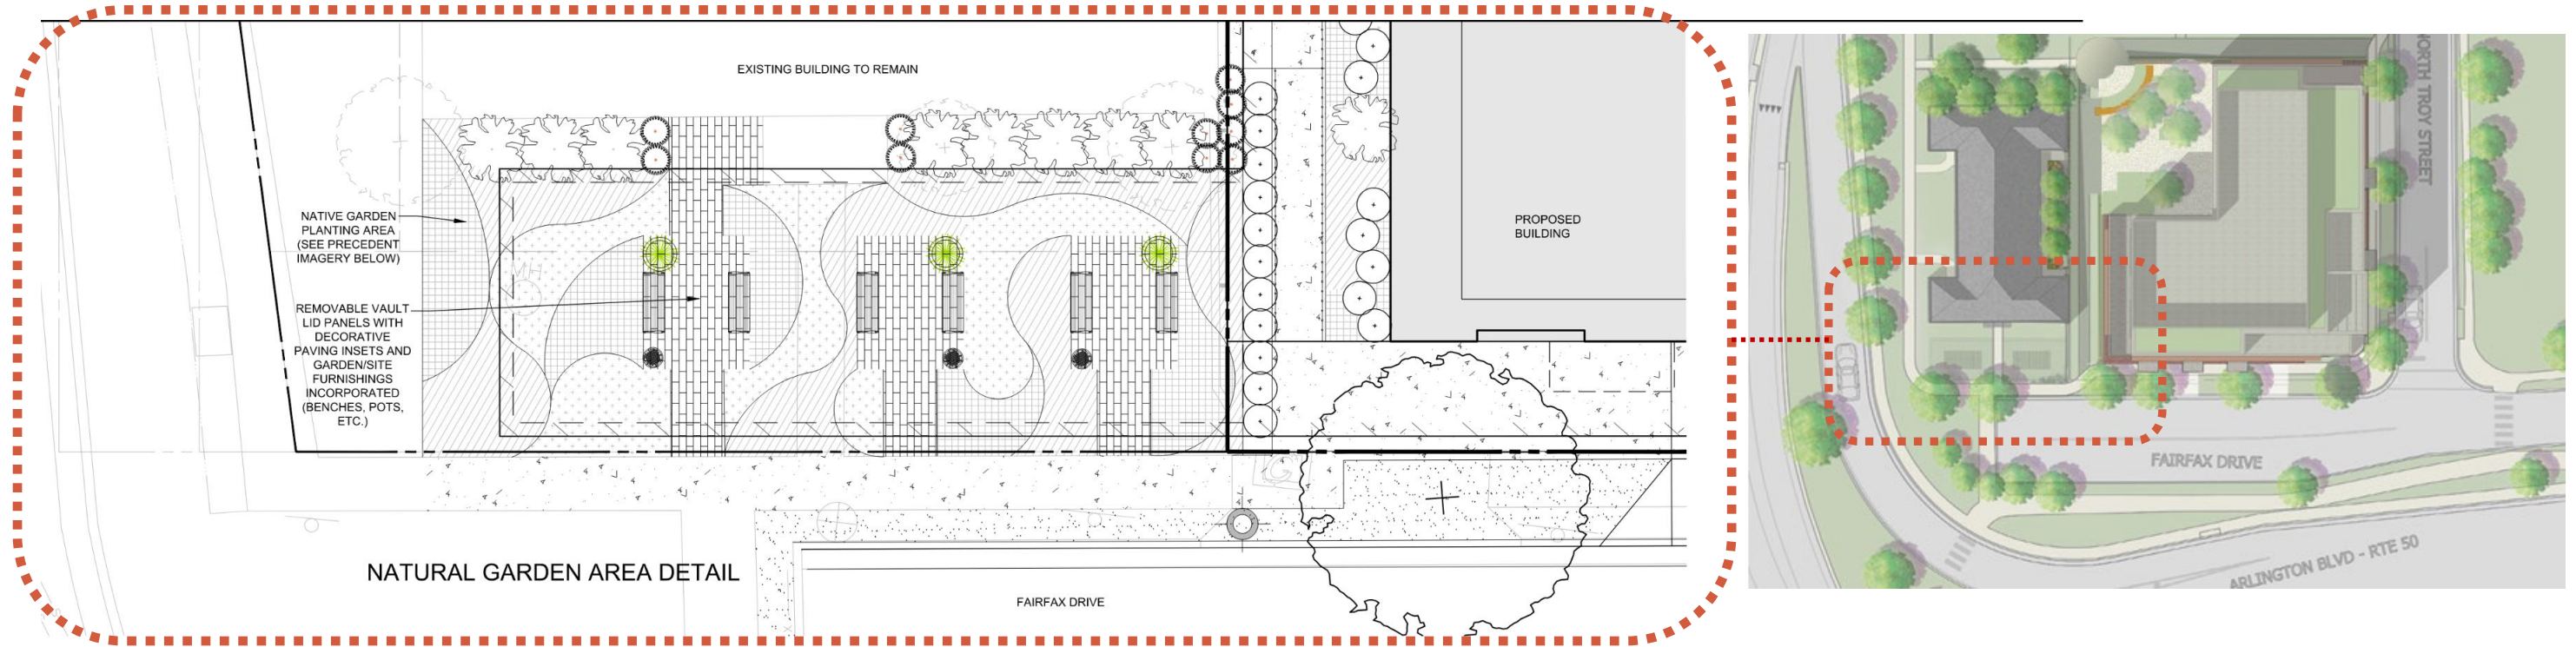 EXISTING BUILDING TO REMAIN
NATIVE GARDEN
PLANTING AREA
(SEE PRECEDENT
IMAGERY BELOW)
MH
REMOVABLE VAULT
LID PANELS WITH
DECORATIVE
PAVING INSETS AND
GARDEN/SITE
FURNISHINGS
INCORPORATED
(BENCHES, POTS,
ETC.)
PROPOSED
BUILDING
NATURAL GARDEN AREA DETAIL
FAIRFAX DRIVE
NORTH TROY STREET
FAIRFAX DRIVE
ARLINGTON BLVD - RTE 50